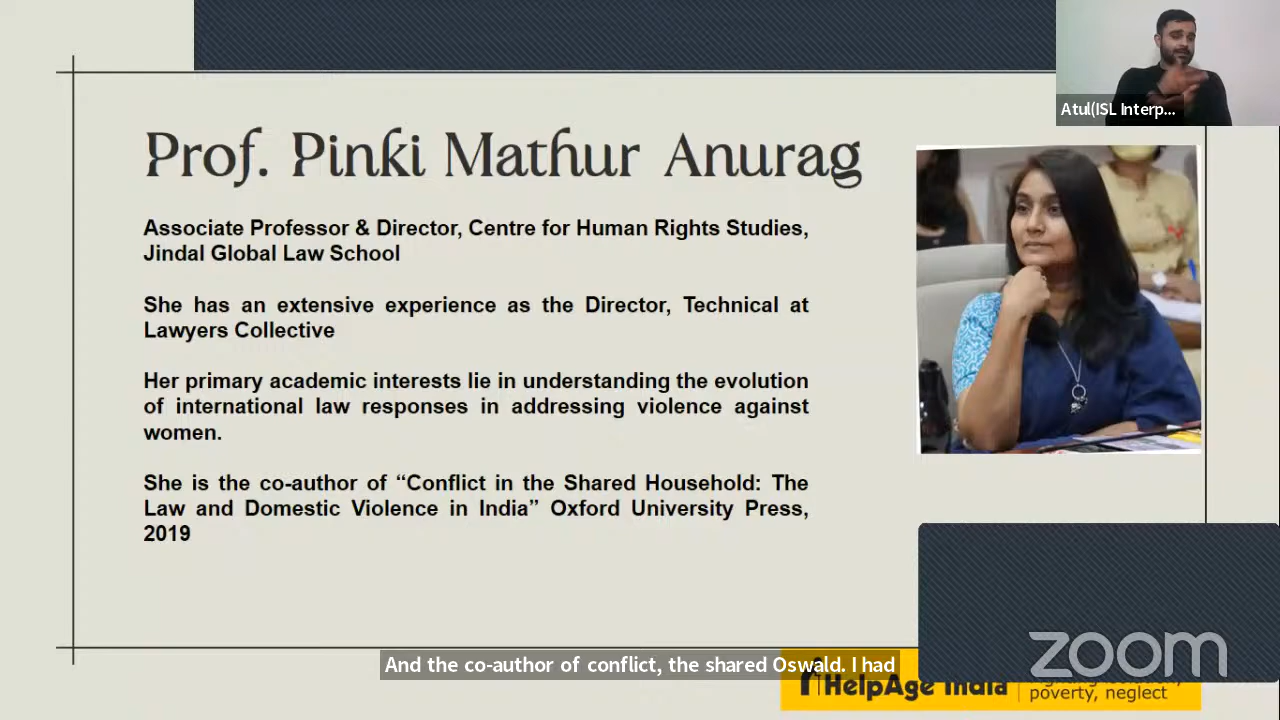 Atul(ISL Interp...
Prof. Pinki Mathur Anurag
Associate Professor & Director, Centre for Human Rights Studies,
Jindal Global Law School
She has an extensive experience as the Director, Technical at
Lawyers Collective
Her primary academic interests lie in understanding the evolution
of international law responses in addressing violence against
women.
She is the co-author of “Conflict in the Shared Household: The
Law and Domestic Violence in India” Oxford University Press,
2019
And the co-author of conflict, the shared Oswald. I had
zoom
HelpAge India
poverty, neglect